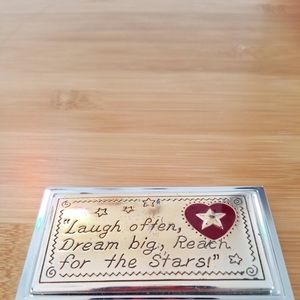 "Laugh often,
Dream big, Reach
for the Stars!"